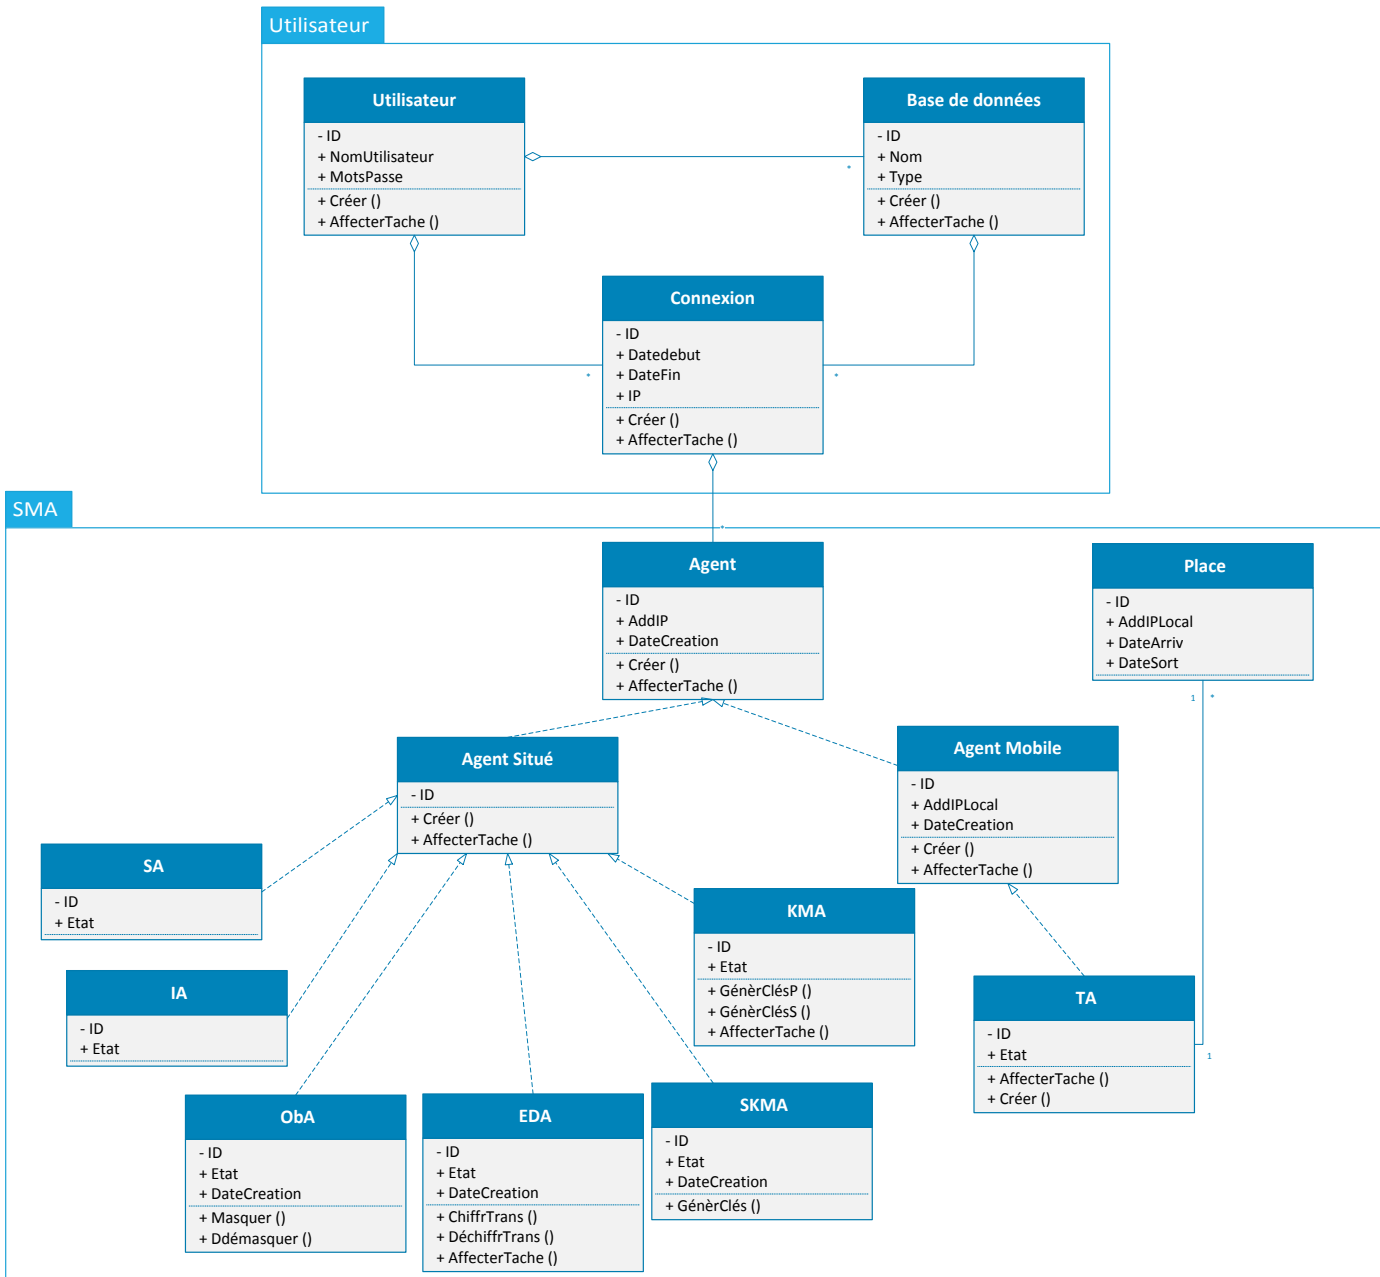 Utilisateur
Utilisateur
- ID
+ NomUtilisateur
+ MotsPasse
+ Créer ()
+ AffecterTache ()
Base de données
- ID
+ Nom
+ Type
+ Créer ()
+ AffecterTache ()
*
Connexion
- ID
+ Datedebut
+ DateFin
+ IP
+ Créer ()
+ AffecterTache ()
*
*
SMA
*
Agent
- ID
+ AddIP
+ DateCreation
+ Créer ()
+ AffecterTache ()
Place
- ID
+ AddIPLocal
+ DateArriv
+ DateSort
1
*
Agent Situé
- ID
+ Créer ()
+ AffecterTache ()
Agent Mobile
- ID
+ AddIPLocal
+ DateCreation
+ Créer ()
+ AffecterTache ()
SA
- ID
+ Etat
KMA
- ID
+ Etat
+ GénèrClésP ()
+ GénèrClésS ()
+ AffecterTache ()
IA
- ID
+ Etat
TA
- ID
+ Etat
+ AffecterTache ()
+ Créer ()
1
ObA
- ID
+ Etat
+ DateCreation
+ Masquer ()
+ Ddémasquer ()
EDA
- ID
+ Etat
+ DateCreation
+ ChiffrTrans ()
+ DéchiffrTrans ()
+ AffecterTache ()
SKMA
- ID
+ Etat
+ DateCreation
+ GénèrClés ()